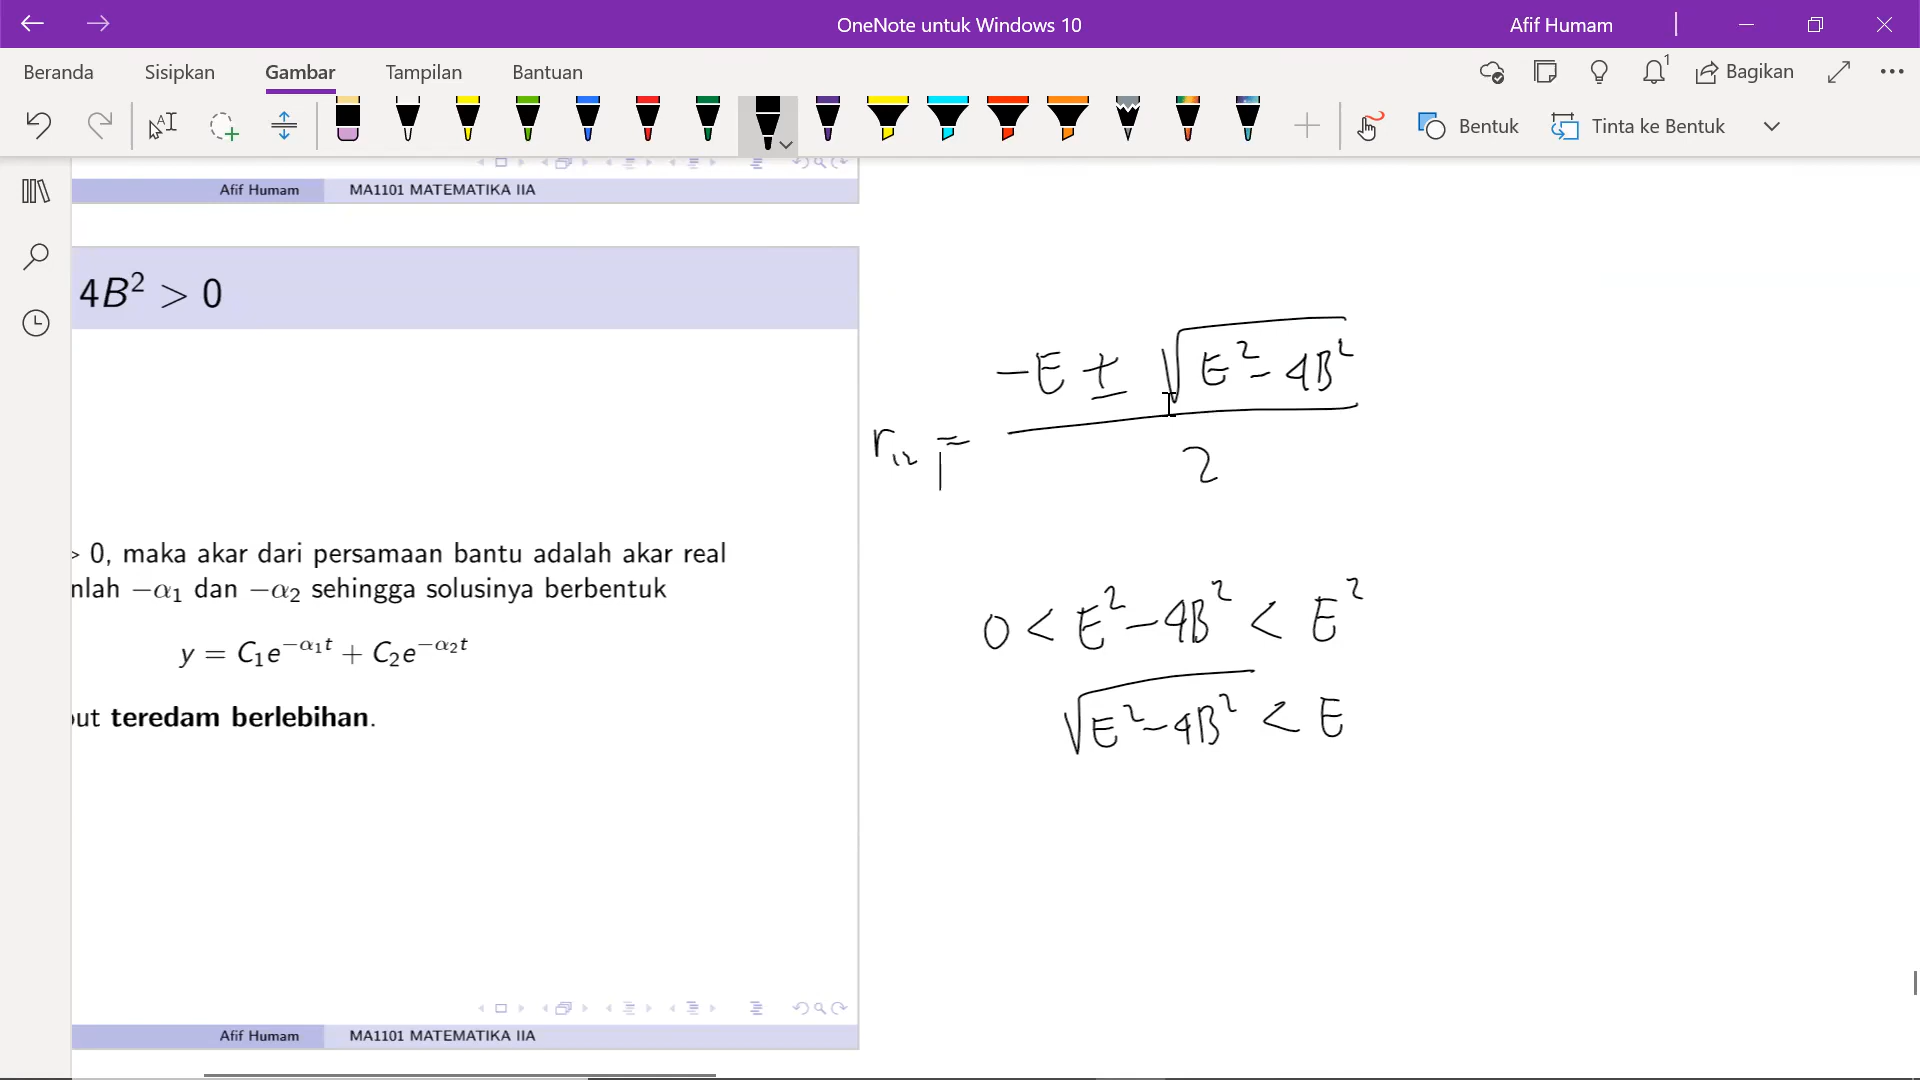 OneNote untuk Windows 10
Afif Humam
Beranda Sisipkan Gambar Tampilan Bantuan
1 Bagikan
Bentuk Tinta ke Bentuk
Afif Humam MA1101 MATEMATIKA IIA
4B² > 0
> 0, maka akar dari persamaan bantu adalah akar real
nlah −α₁ dan −α₂ sehingga solusinya berbentuk
y = C₁e^{−α₁t} + C₂e^{−α₂t}
but teredam berlebihan.
Afif Humam MA1101 MATEMATIKA IIA
r₁₂ = (−E ± √(E² − 4B²)) / 2
0 < E² − 4B² < E²
√(E² − 4B²) < E